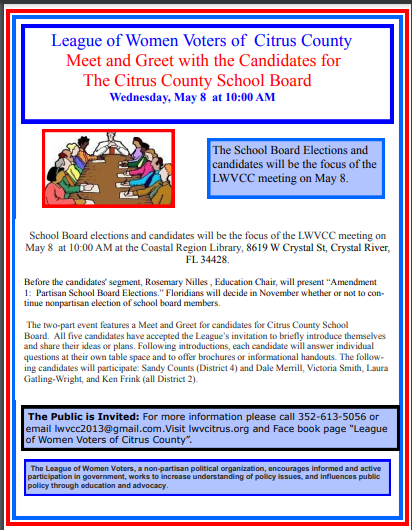 League of Women Voters of Citrus County
Meet and Greet with the Candidates for
The Citrus County School Board
Wednesday, May 8 at 10:00 AM
The School Board Elections and
candidates will be the focus of the
LWVCC meeting on May 8.
School Board elections and candidates will be the focus of the LWVCC meeting on
May 8 at 10:00 AM at the Coastal Region Library, 8619 W Crystal St, Crystal River,
FL 34428.
Before the candidates' segment, Rosemary Nilles , Education Chair, will present “Amendment
1: Partisan School Board Elections.” Floridians will decide in November whether or not to con-
tinue nonpartisan election of school board members.
The two-part event features a Meet and Greet for candidates for Citrus County School
Board. All five candidates have accepted the League's invitation to briefly introduce themselves
and share their ideas or plans. Following introductions, each candidate will answer individual
questions at their own table space and to offer brochures or informational handouts. The follow-
ing candidates will participate: Sandy Counts (District 4) and Dale Merrill, Victoria Smith, Laura
Gatling-Wright, and Ken Frink (all District 2).
The Public is Invited: For more information please call 352-613-5056 or
email lwvcc2013@gmail.com.Visit lwvcitrus.org and Face book page “League
of Women Voters of Citrus County”.
The League of Women Voters, a non-partisan political organization, encourages informed and active
participation in government, works to increase understanding of policy issues, and influences public
policy through education and advocacy.